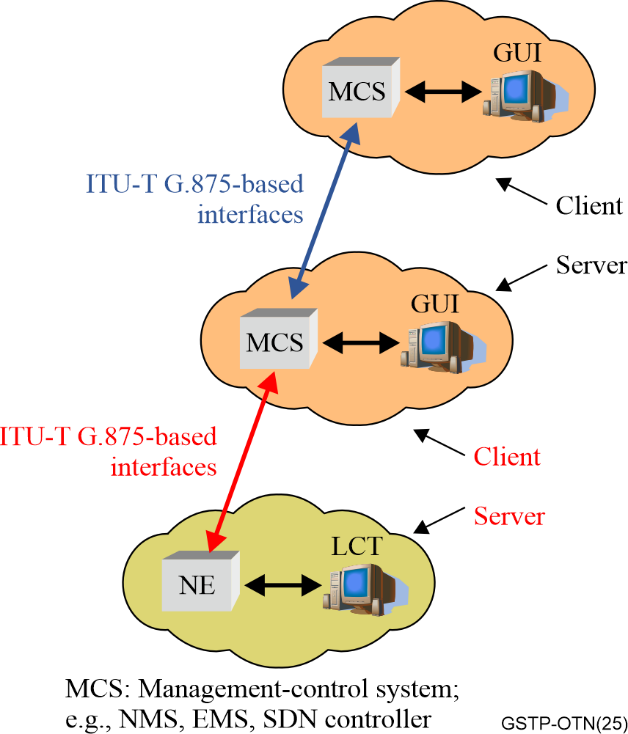 GUI
MCS
ITU-T G.875-based
interfaces
Client
Server
GUI
MCS
ITU-T G.875-based
interfaces
Client
Server
LCT
NE
MCS: Management-control system;
e.g., NMS, EMS, SDN controller
GSTP-OTN(25)